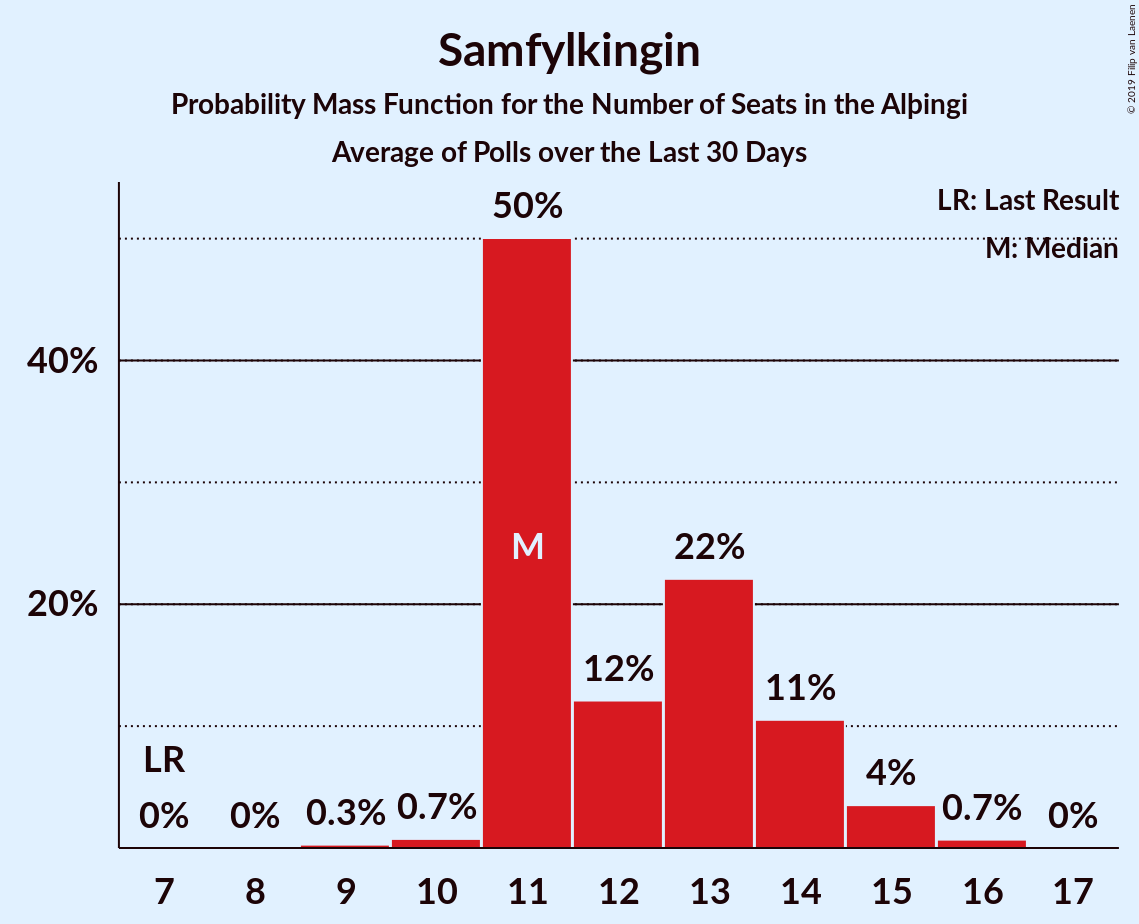 Samfylkingin
Probability Mass Function for the Number of Seats in the Alþingi
Average of Polls over the Last 30 Days
© 2019 Filip van Laenen
LR: Last Result
M: Median
50%
40%
M
22%
20%
12%
11%
LR
4%
0%
0%
0.3%
0.7%
0.7%
0%
7 8 9 10 11 12 13 14 15 16 17